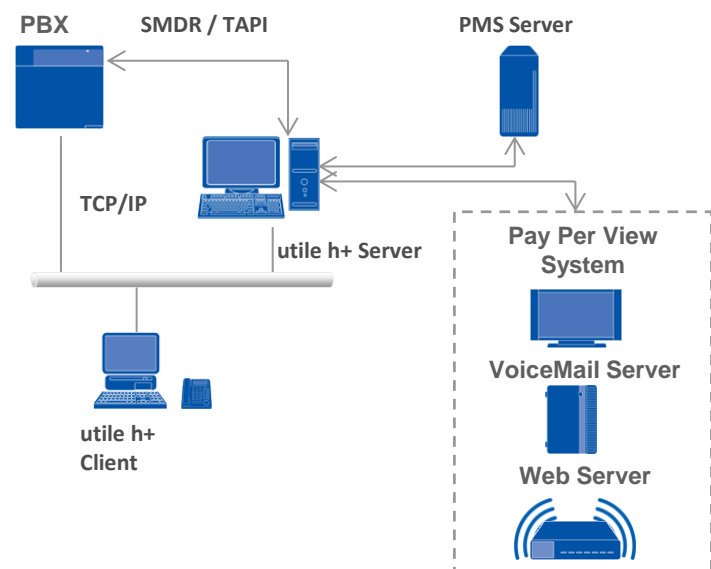 PBX
SMDR / TAPI
PMS Server
TCP/IP
utile h+ Server
Pay Per View
System
VoiceMail Server
utile h+
Client
Web Server